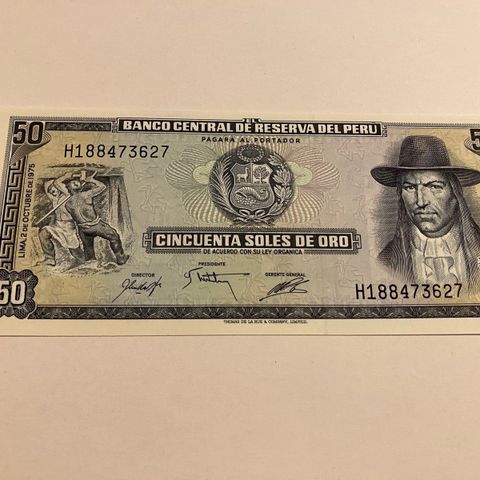 50
BANCO CENTRAL DE RESERVA DEL PERU
PAGARA AL PORTADOR
H188473627
LIMA, 2 DE OCTUBRE DE 1975
CINCUENTA SOLES DE ORO
DE ACUERDO CON SU LEY ORGANICA
DIRECTOR
PRESIDENTE
GERENTE GENERAL
50
H188473627
THOMAS DE LA RUE & COMPANY, LIMITED.